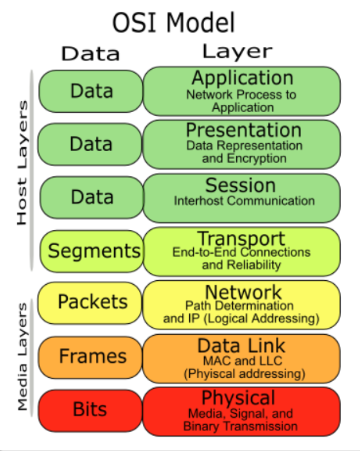 OSI Model
Data Layer
Host Layers
Data
Application
Network Process to
Application
Data
Presentation
Data Representation
and Encryption
Data
Session
Interhost Communication
Segments
Transport
End-to-End Connections
and Reliability
Media Layers
Packets
Network
Path Determination
and IP (Logical Addressing)
Frames
Data Link
MAC and LLC
(Phyiscal addressing)
Bits
Physical
Media, Signal, and
Binary Transmission